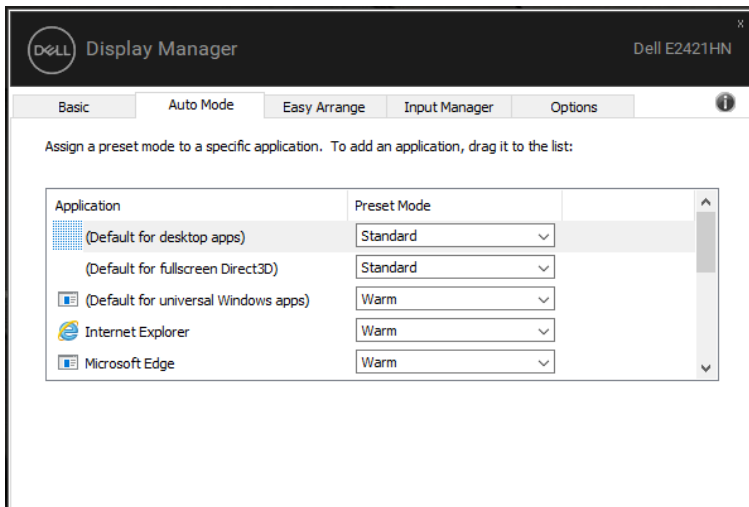 x
DELL Display Manager Dell E2421HN
Basic Auto Mode Easy Arrange Input Manager Options
Assign a preset mode to a specific application. To add an application, drag it to the list:
Application Preset Mode
(Default for desktop apps) Standard
(Default for fullscreen Direct3D) Standard
(Default for universal Windows apps) Warm
Internet Explorer Warm
Microsoft Edge Warm